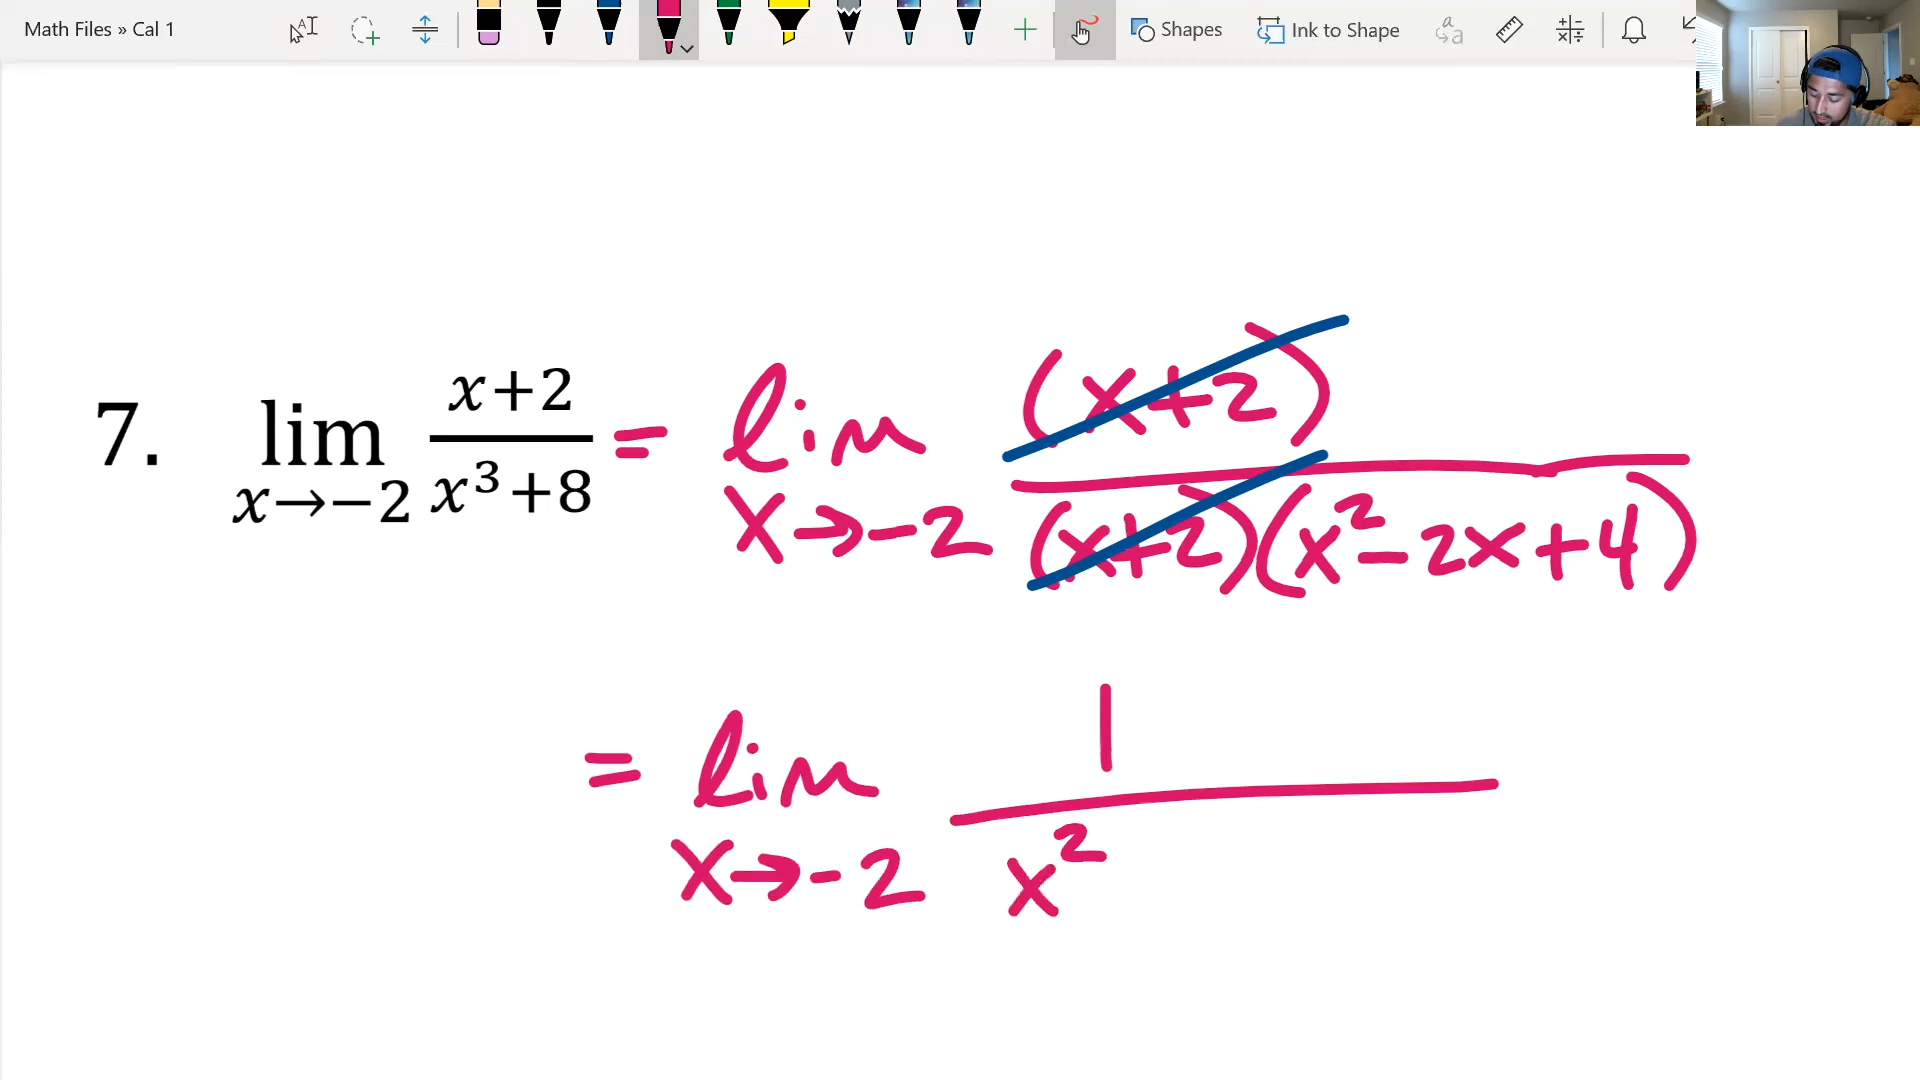 Math Files » Cal 1
Shapes
Ink to Shape
7. lim x→−2 x+2 / x³+8 = lim x→-2 (x+2) / (x+2)(x²-2x+4)
= lim x→-2 1 / x²